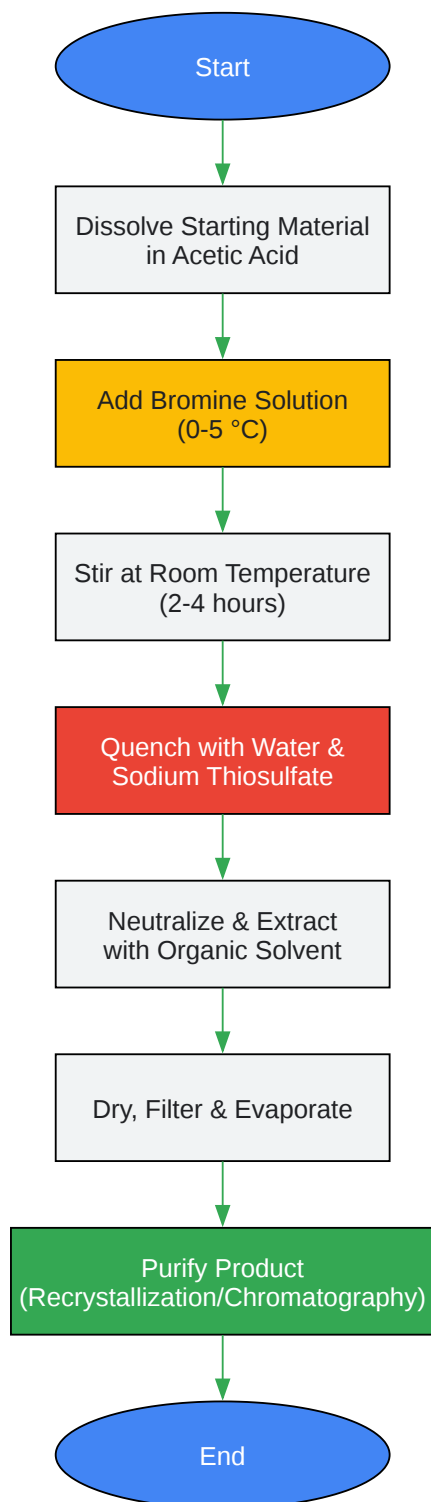 Start
Dissolve Starting Material
in Acetic Acid
Add Bromine Solution
(0-5 °C)
Stir at Room Temperature
(2-4 hours)
Quench with Water &
Sodium Thiosulfate
Neutralize & Extract
with Organic Solvent
Dry, Filter & Evaporate
Purify Product
(Recrystallization/Chromatography)
End